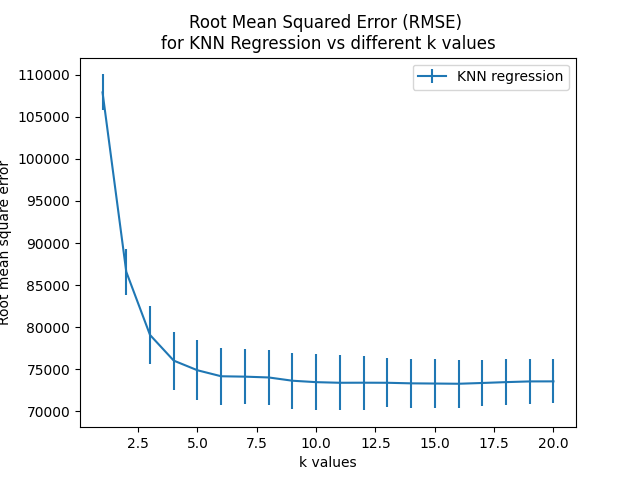 Root Mean Squared Error (RMSE)
for KNN Regression vs different k values
KNN regression
Root mean square error
110000
105000
100000
95000
90000
85000
80000
75000
70000
2.5 5.0 7.5 10.0 12.5 15.0 17.5 20.0
k values